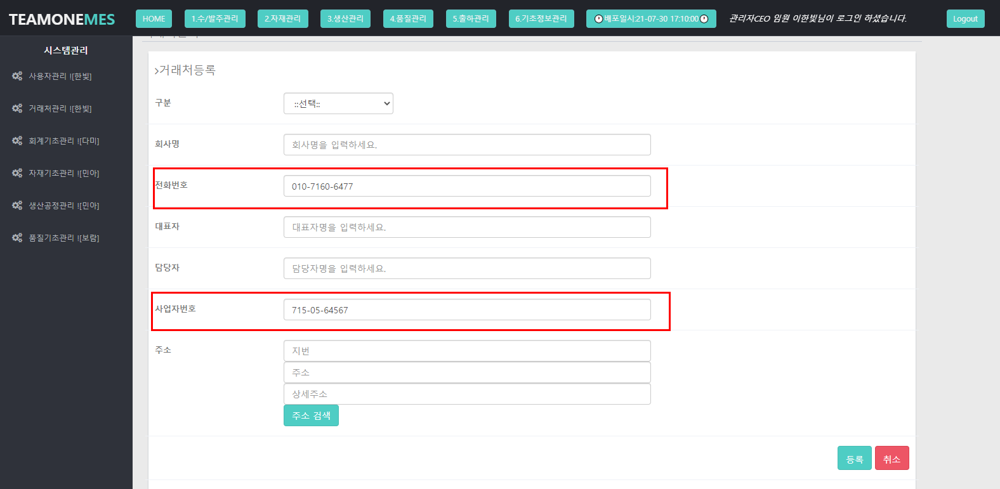 TEAMONEMES HOME 1.수/발주관리 2.자재관리 3.생산관리 4.품질관리 5.출하관리 6.기초정보관리 배포일시:21-07-30 17:10:00 관리자CEO 임원 이한빛님이 로그인 하셨습니다. Logout
시스템관리
사용자관리 ![한빛]
거래처관리 ![한빛]
회계기초관리 ![다미]
자재기초관리 ![민아]
생산공정관리 ![민아]
품질기초관리 ![보람]
>거래처등록
구분 ::선택::
회사명 회사명을 입력하세요.
전화번호 010-7160-6477
대표자 대표자명을 입력하세요.
담당자 담당자명을 입력하세요.
사업자번호 715-05-64567
주소 지번
주소
상세주소
주소 검색
등록 취소